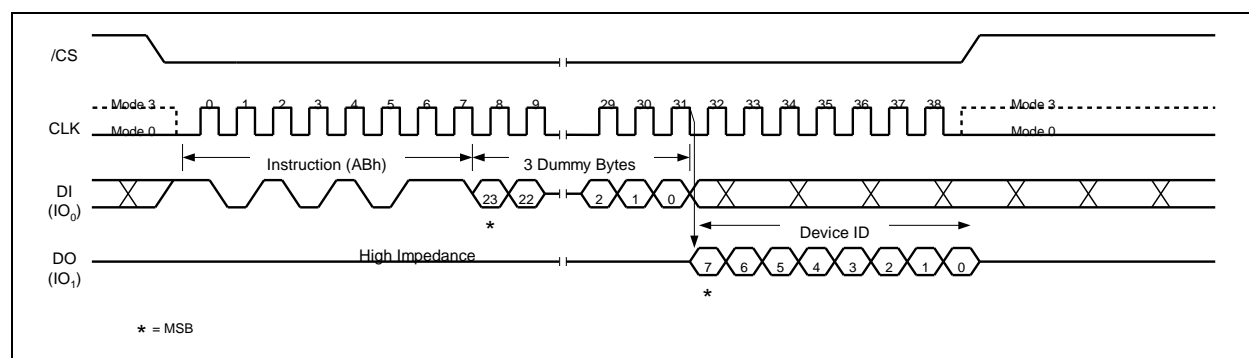 /CS
Mode 3 0 1 2 3 4 5 6 7 8 9 29 30 31 32 33 34 35 36 37 38 Mode 3
CLK
Mode 0 Mode 0
Instruction (ABh) 3 Dummy Bytes
DI
(IO0)
23 22 2 1 0
*
Device ID
High Impedance
DO
(IO1)
7 6 5 4 3 2 1 0
*
* = MSB